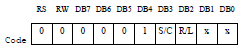 RS RW DB7 DB6 DB5 DB4 DB3 DB2 DB1 DB0
Code 0 0 0 0 0 1 S/C R/L x x